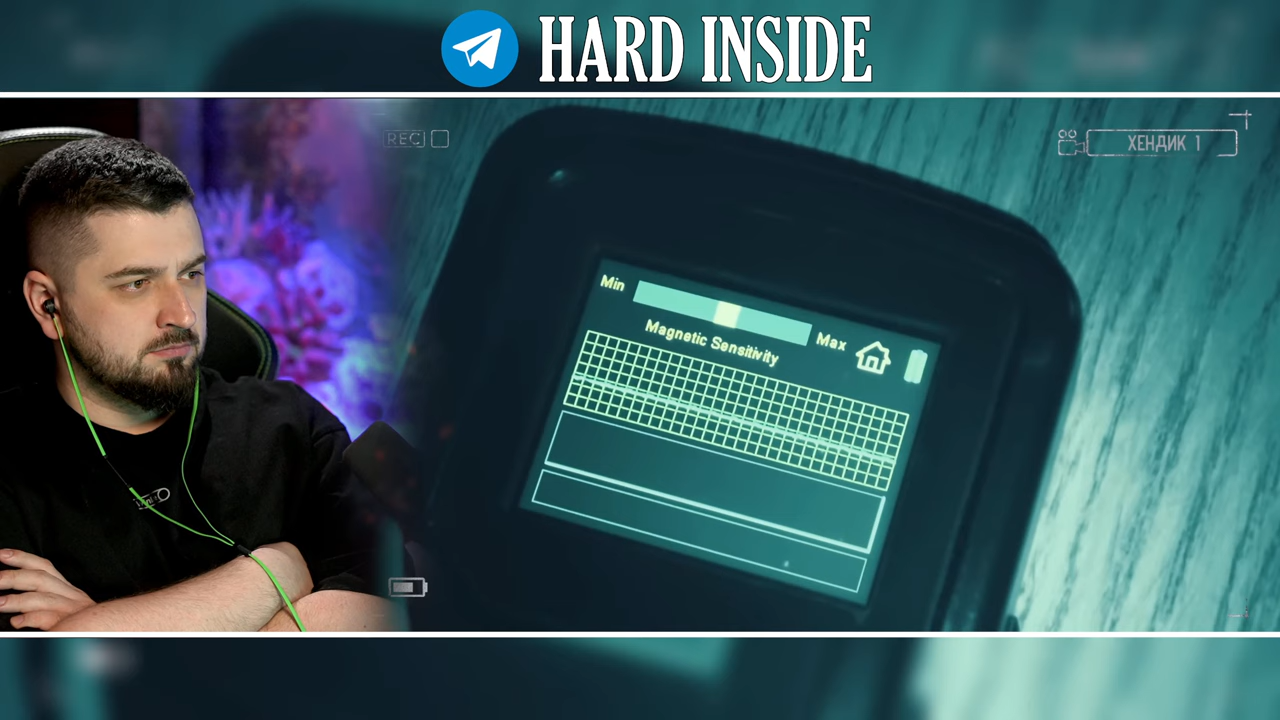 HARD INSIDE
REC
ХЕНДИК 1
Min
Max
Magnetic Sensitivity